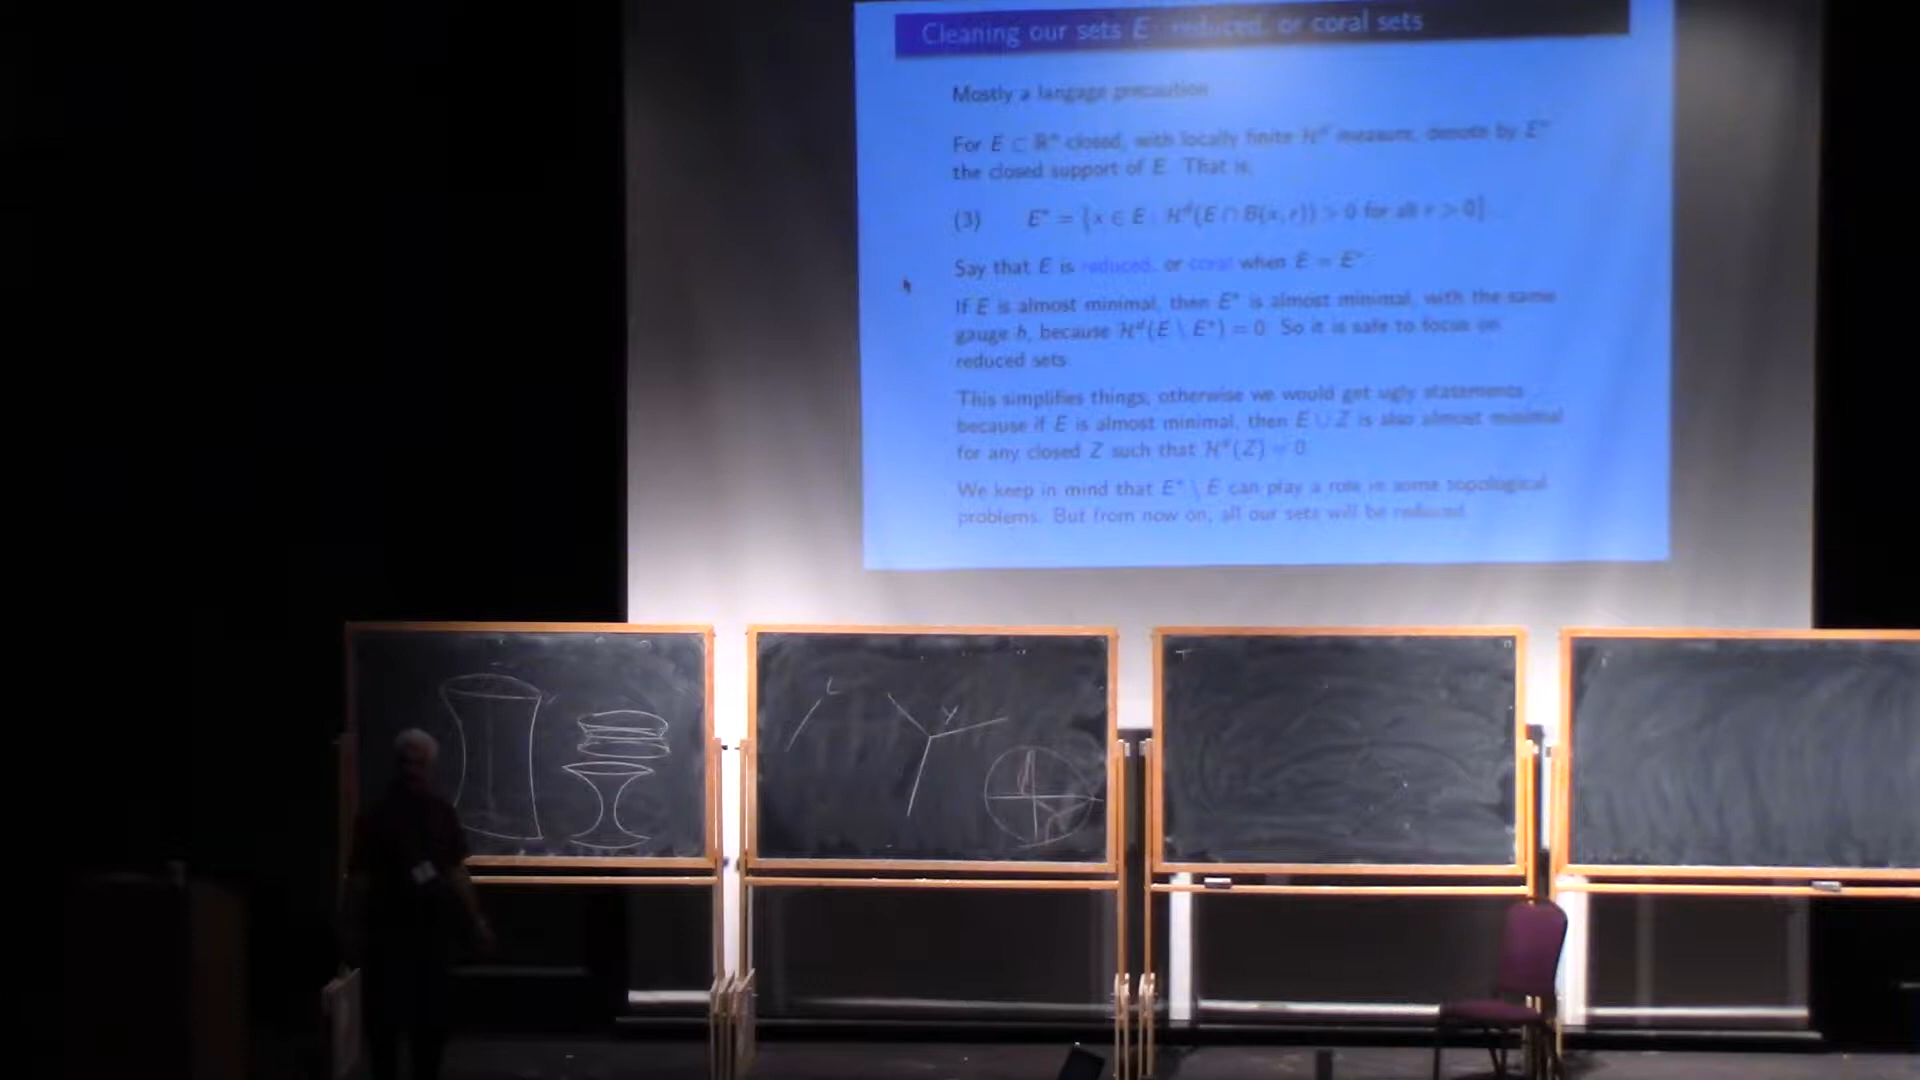 Cleaning our sets E : reduced, or coral sets
Mostly a langage precaution
For E ⊂ ℝⁿ closed, with locally finite ℋᵈ measure, denote by E*
the closed support of E. That is,
(3) E* = {x ∈ E : ℋᵈ(E ∩ B(x, r)) > 0 for all r > 0}
Say that E is reduced, or coral when E = E*
If E is almost minimal, then E* is almost minimal, with the same
gauge h, because ℋᵈ(E \ E*) = 0. So it is safe to focus on
reduced sets.
This simplifies things, otherwise we would get ugly statements
because if E is almost minimal, then E ∪ Z is also almost minimal
for any closed Z such that ℋᵈ(Z) = 0
We keep in mind that E* \ E can play a role in some topological
problems. But from now on, all our sets will be reduced.
L
Y